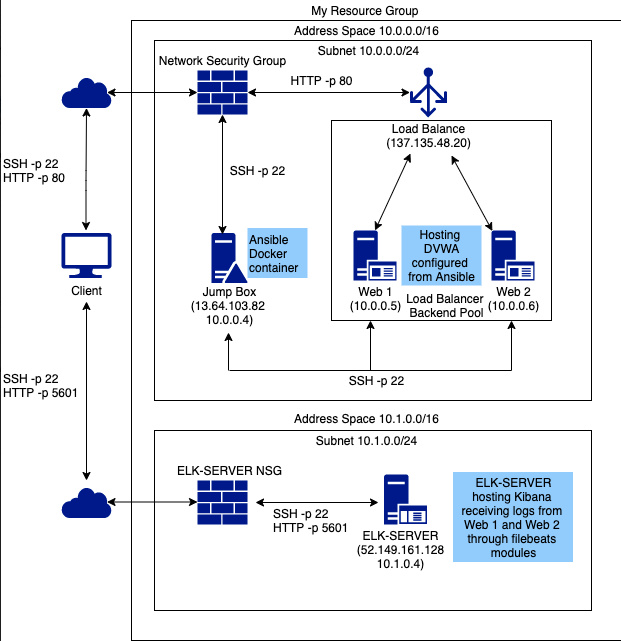 My Resource Group
Address Space 10.0.0.0/16
Subnet 10.0.0.0/24
Network Security Group
HTTP -p 80
Load Balance
(137.135.48.20)
SSH -p 22
HTTP -p 80
SSH -p 22
Client
Ansible
Docker
container
Jump Box
(13.64.103.82
10.0.0.4)
Hosting
DVWA
configured
from Ansible
Web 1
(10.0.0.5)
Web 2
(10.0.0.6)
Load Balancer
Backend Pool
SSH -p 22
SSH -p 22
HTTP -p 5601
Address Space 10.1.0.0/16
Subnet 10.1.0.0/24
ELK-SERVER NSG
SSH -p 22
HTTP -p 5601
ELK-SERVER
(52.149.161.128
10.1.0.4)
ELK-SERVER
hosting Kibana
receiving logs from
Web 1 and Web 2
through filebeats
modules